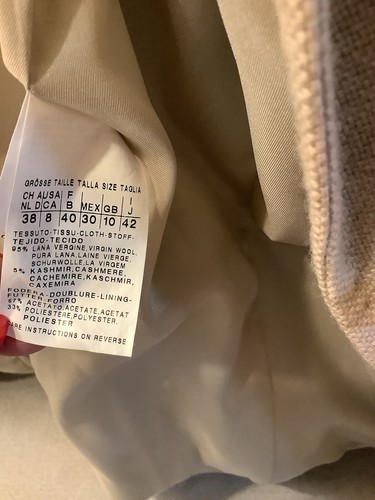 GRÖSSE TAILLE TALLA SIZE TAGLIA
CH A USA F I
NL D CA B MEX GB J
38 8 40 30 10 42
TESSUTO-TISSU-CLOTH-STOFF-
TEJIDO-TECIDO
95% LANA VERGINE,VIRGIN WOOL,
PURA LANA,LAINE VIERGE,
SCHURWOLLE,LA VIRGEM
5% KASHMIR,CASHMERE,
CACHEMIRE,KASCHMIR,
CAXEMIRA
FODERA-DOUBLURE-LINING-
FUTTER-FORRO
67% ACETATO,ACETATE,ACETAT
33% POLIESTERE,POLYESTER,
POLIESTER
CARE INSTRUCTIONS ON REVERSE